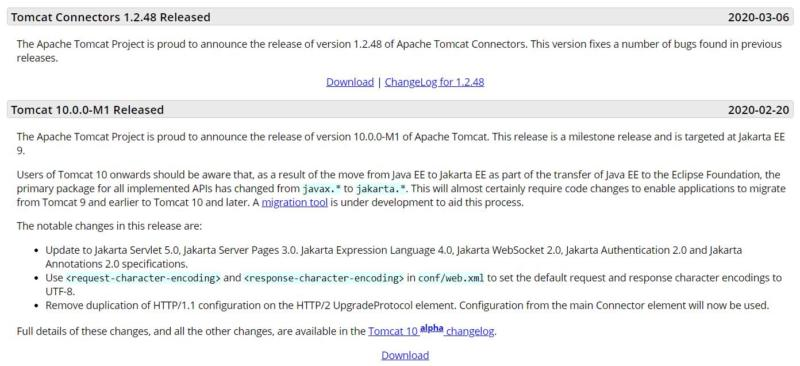 Tomcat Connectors 1.2.48 Released 2020-03-06
The Apache Tomcat Project is proud to announce the release of version 1.2.48 of Apache Tomcat Connectors. This version fixes a number of bugs found in previous
releases.
Download | ChangeLog for 1.2.48
Tomcat 10.0.0-M1 Released 2020-02-20
The Apache Tomcat Project is proud to announce the release of version 10.0.0-M1 of Apache Tomcat. This release is a milestone release and is targeted at Jakarta EE
9.
Users of Tomcat 10 onwards should be aware that, as a result of the move from Java EE to Jakarta EE as part of the transfer of Java EE to the Eclipse Foundation, the
primary package for all implemented APIs has changed from javax.* to jakarta.*. This will almost certainly require code changes to enable applications to migrate
from Tomcat 9 and earlier to Tomcat 10 and later. A migration tool is under development to aid this process.
The notable changes in this release are:
• Update to Jakarta Servlet 5.0, Jakarta Server Pages 3.0. Jakarta Expression Language 4.0, Jakarta WebSocket 2.0, Jakarta Authentication 2.0 and Jakarta
Annotations 2.0 specifications.
• Use <request-character-encoding> and <response-character-encoding> in conf/web.xml to set the default request and response character encodings to
UTF-8.
• Remove duplication of HTTP/1.1 configuration on the HTTP/2 UpgradeProtocol element. Configuration from the main Connector element will now be used.
Full details of these changes, and all the other changes, are available in the Tomcat 10 alpha changelog.
Download